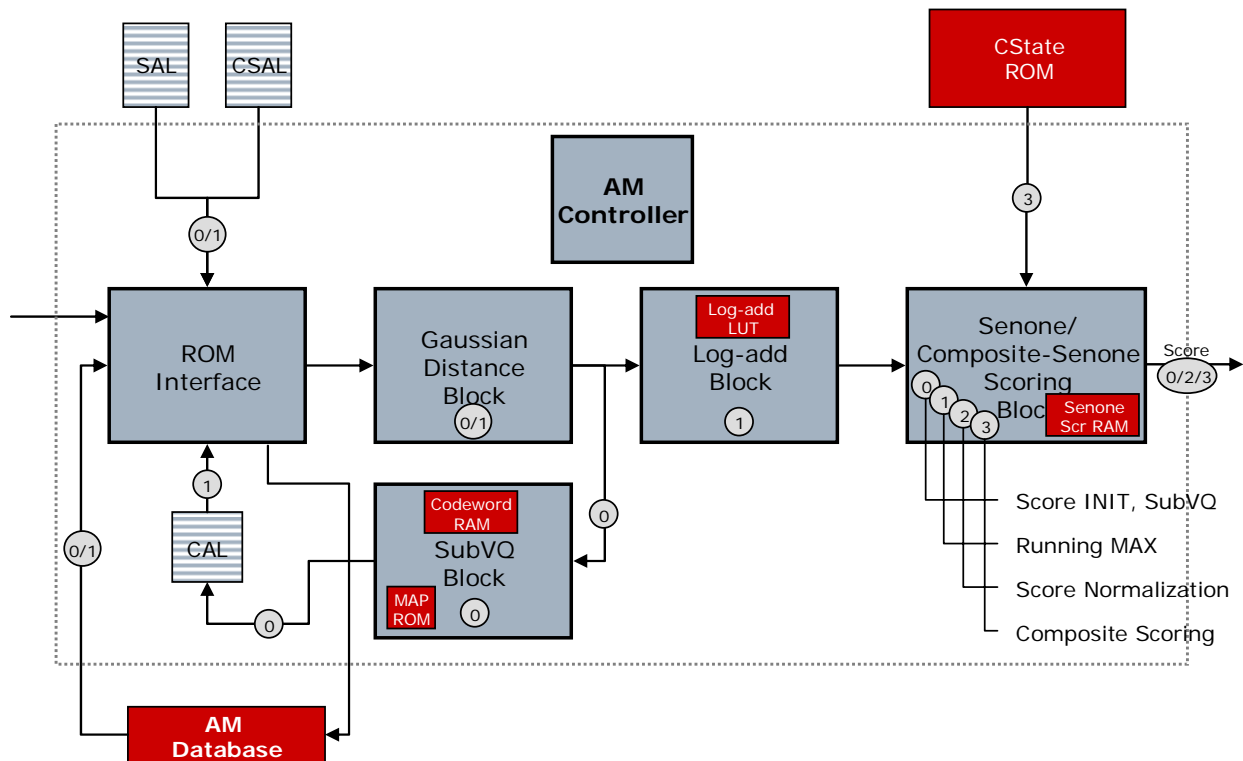 SAL
CSAL
CState
ROM
AM
Controller
0/1
3
ROM
Interface
Gaussian
Distance
Block
0/1
Log-add
LUT
Log-add
Block
1
Senone/
Composite-Senone
Scoring
Bloc
Senone
Scr RAM
0
1
2
3
Score
0/2/3
1
CAL
0/1
0
Codeword
RAM
SubVQ
Block
MAP
ROM
0
0
Score INIT, SubVQ
Running MAX
Score Normalization
Composite Scoring
AM
Database